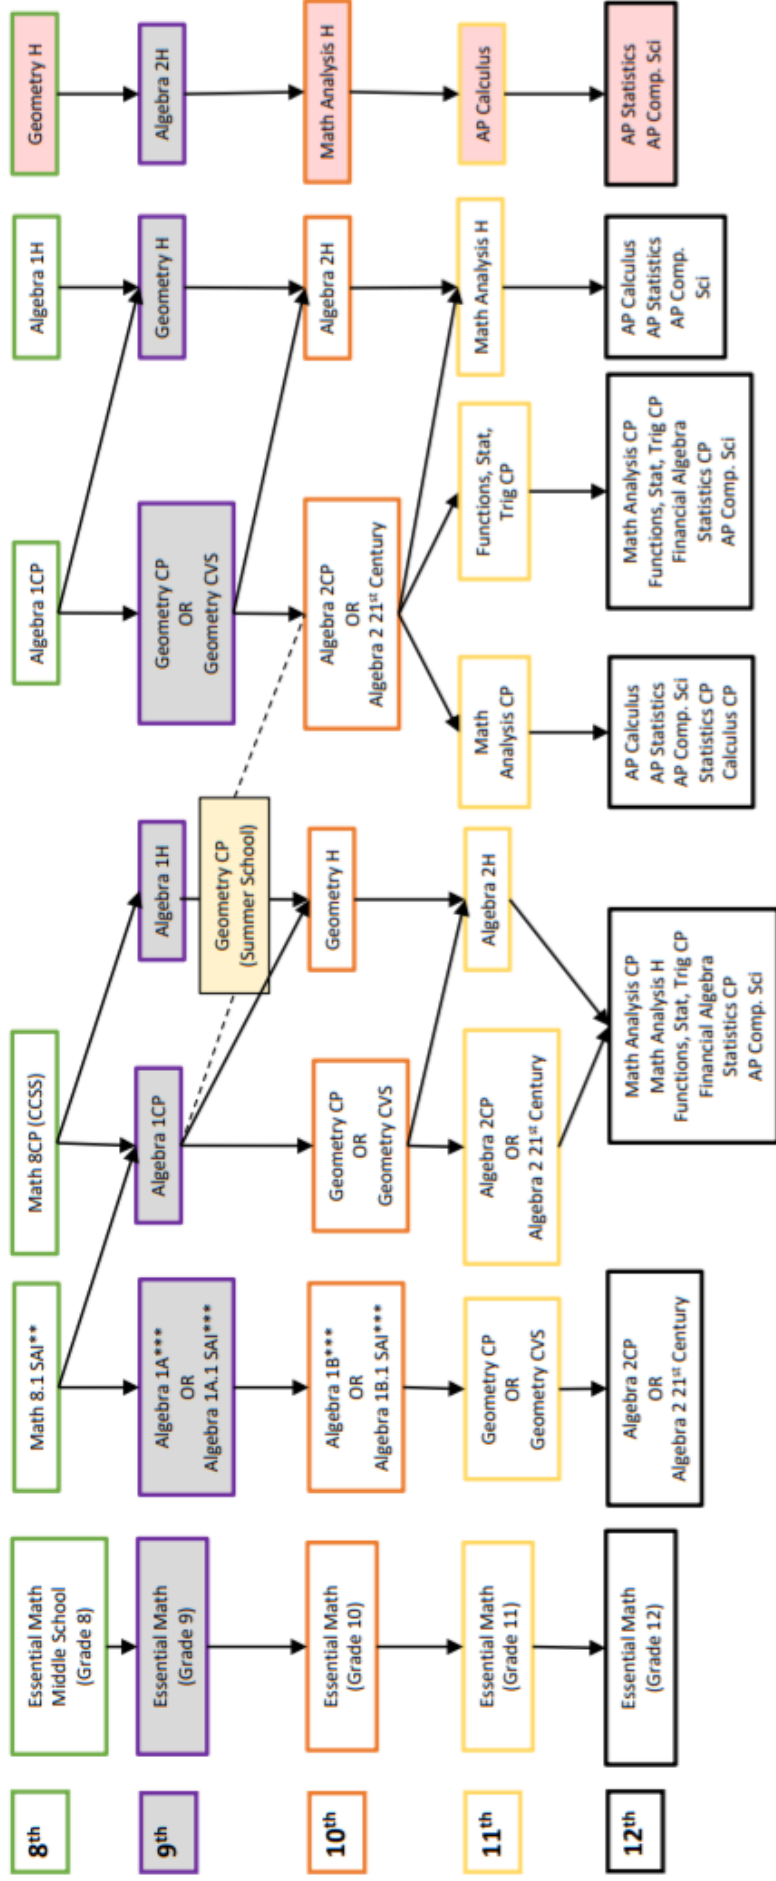 8th
Essential Math
Middle School
(Grade 8)
Math 8.1 SAI**
Math 8CP (CCSS)
Algebra 1CP
Algebra 1H
Geometry H
9th
Essential Math
(Grade 9)
Algebra 1A***
OR
Algebra 1A.1 SAI***
Algebra 1CP
Algebra 1H
Geometry CP
OR
Geometry CVS
Geometry H
Algebra 2H
Geometry CP
(Summer School)
10th
Essential Math
(Grade 10)
Algebra 1B***
OR
Algebra 1B.1 SAI***
Geometry CP
OR
Geometry CVS
Geometry H
Algebra 2CP
OR
Algebra 2 21st Century
Algebra 2H
Math Analysis H
11th
Essential Math
(Grade 11)
Geometry CP
OR
Geometry CVS
Algebra 2CP
OR
Algebra 2 21st Century
Algebra 2H
Math
Analysis CP
Functions, Stat,
Trig CP
Math Analysis H
AP Calculus
12th
Essential Math
(Grade 12)
Algebra 2CP
OR
Algebra 2 21st Century
Math Analysis CP
Math Analysis H
Functions, Stat, Trig CP
Financial Algebra
Statistics CP
AP Comp. Sci
AP Calculus
AP Statistics
AP Comp. Sci
Statistics CP
Calculus CP
Math Analysis CP
Functions, Stat, Trig CP
Financial Algebra
Statistics CP
AP Comp. Sci
AP Calculus
AP Statistics
AP Comp.
Sci
AP Statistics
AP Comp. Sci